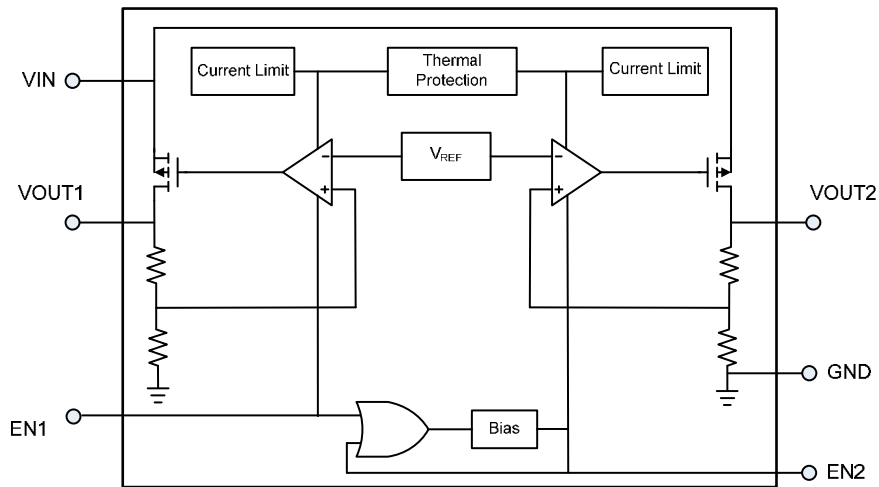 Current Limit
Thermal
Protection
Current Limit
VIN
VREF
−
−
VOUT1
+
+
VOUT2
GND
EN1
Bias
EN2